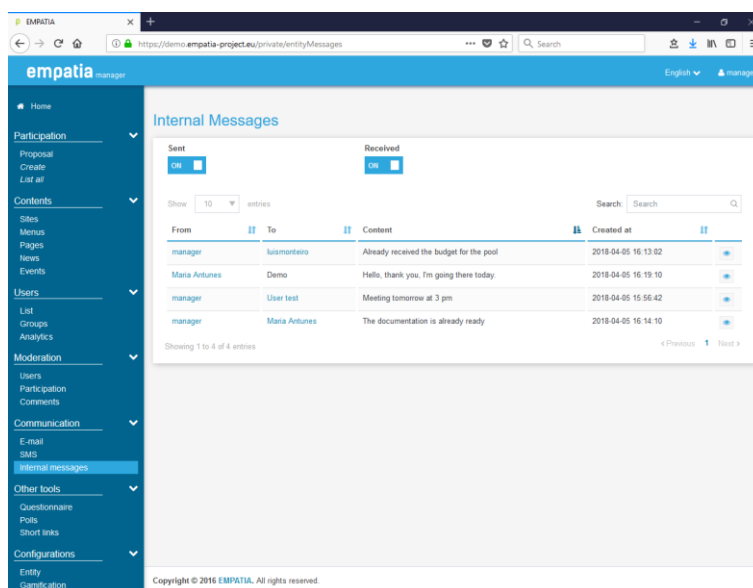 EMPATIA
https://demo.empatia-project.eu/private/entityMessages
Search
empatia manager
English
manage
Home
Participation
Proposal
Create
List all
Contents
Sites
Menus
Pages
News
Events
Users
List
Groups
Analytics
Moderation
Users
Participation
Comments
Communication
E-mail
SMS
Internal messages
Other tools
Questionnaire
Polls
Short links
Configurations
Entity
Gamification
Internal Messages
Sent
Received
ON
ON
Show 10 entries
Search: Search
From To Content Created at
manager luismonteiro Already received the budget for the pool 2018-04-05 16:13:02
Maria Antunes Demo Hello, thank you, I'm going there today. 2018-04-05 16:19:10
manager User test Meeting tomorrow at 3 pm 2018-04-05 15:56:42
manager Maria Antunes The documentation is already ready 2018-04-05 16:14:10
Showing 1 to 4 of 4 entries
Previous 1 Next
Copyright © 2016 EMPATIA. All rights reserved.